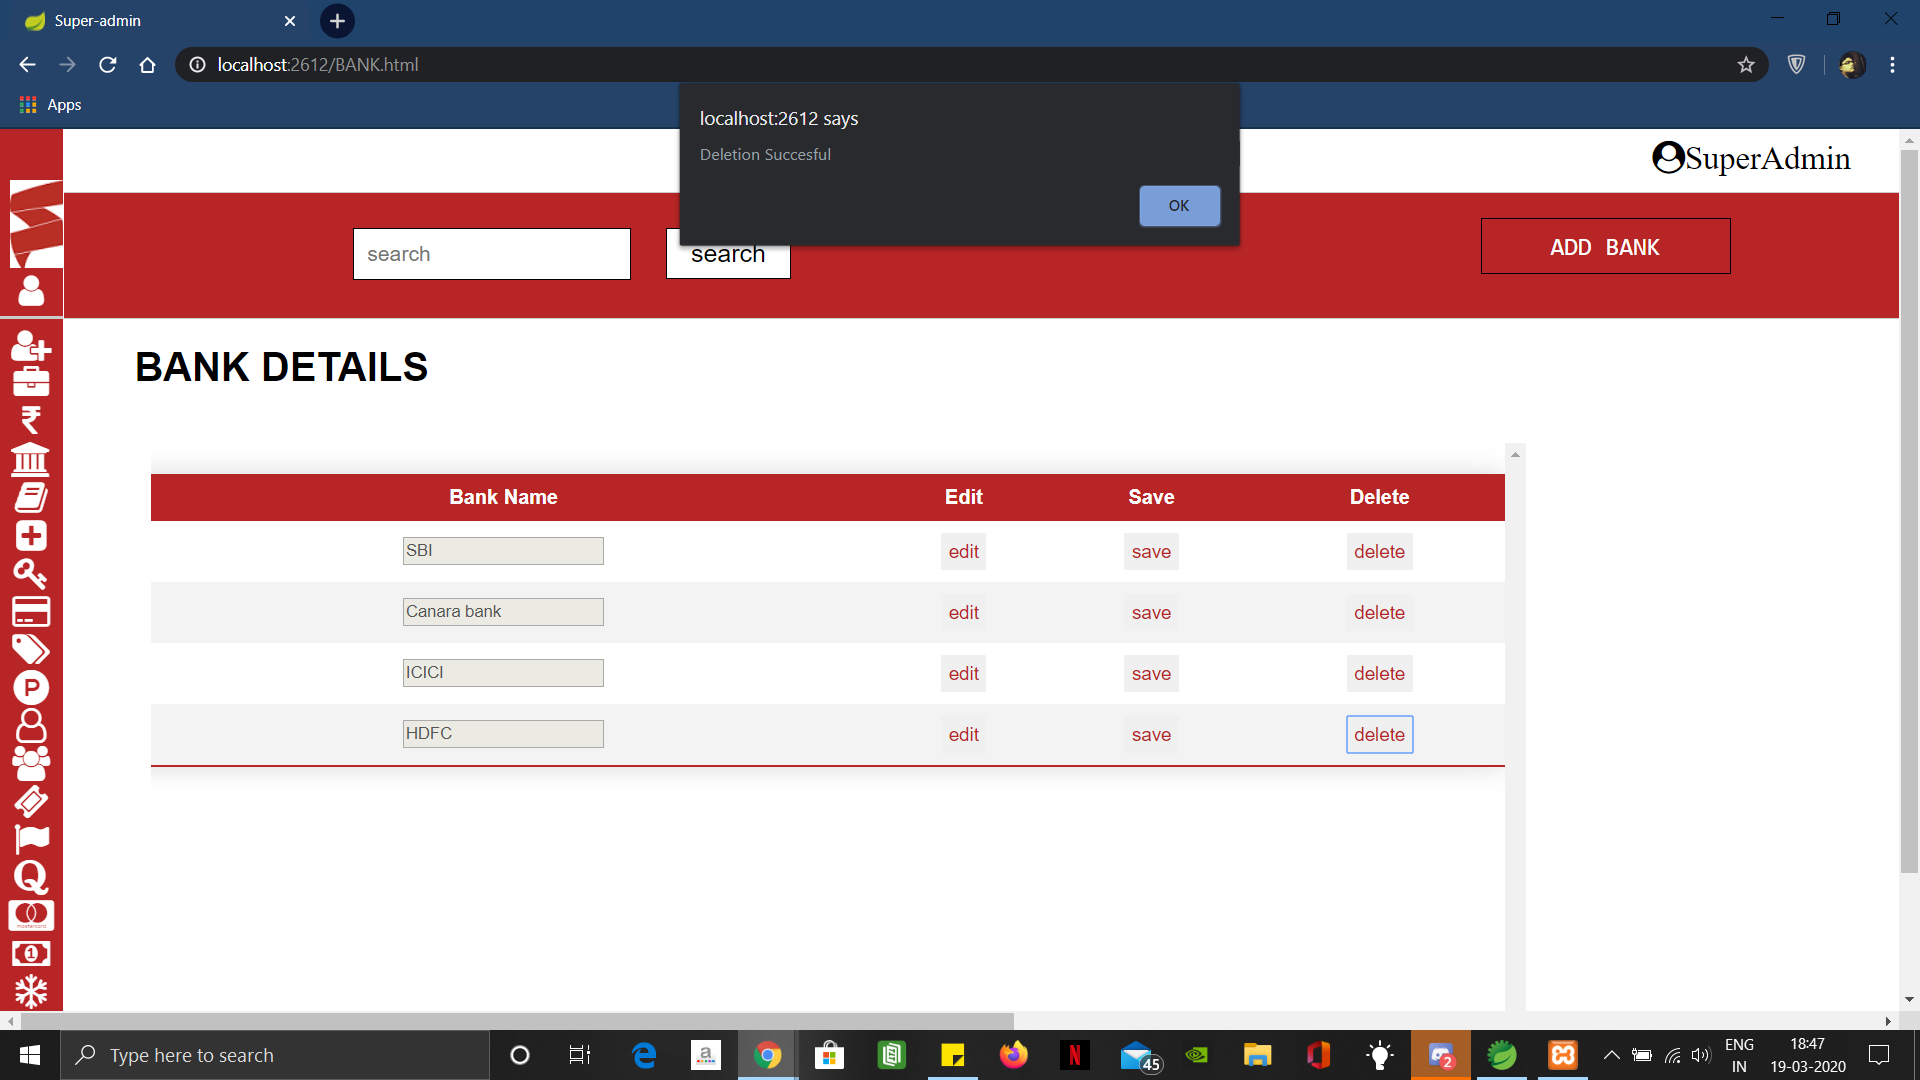 Super-admin
localhost:2612/BANK.html
Apps
localhost:2612 says
Deletion Succesful
OK
SuperAdmin
search
search
ADD BANK
BANK DETAILS
Bank Name Edit Save Delete
SBI edit save delete
Canara bank edit save delete
ICICI edit save delete
HDFC edit save delete
P
Q
mastercard
1
Type here to search
a
N
45
2
ENG
IN
18:47
19-03-2020